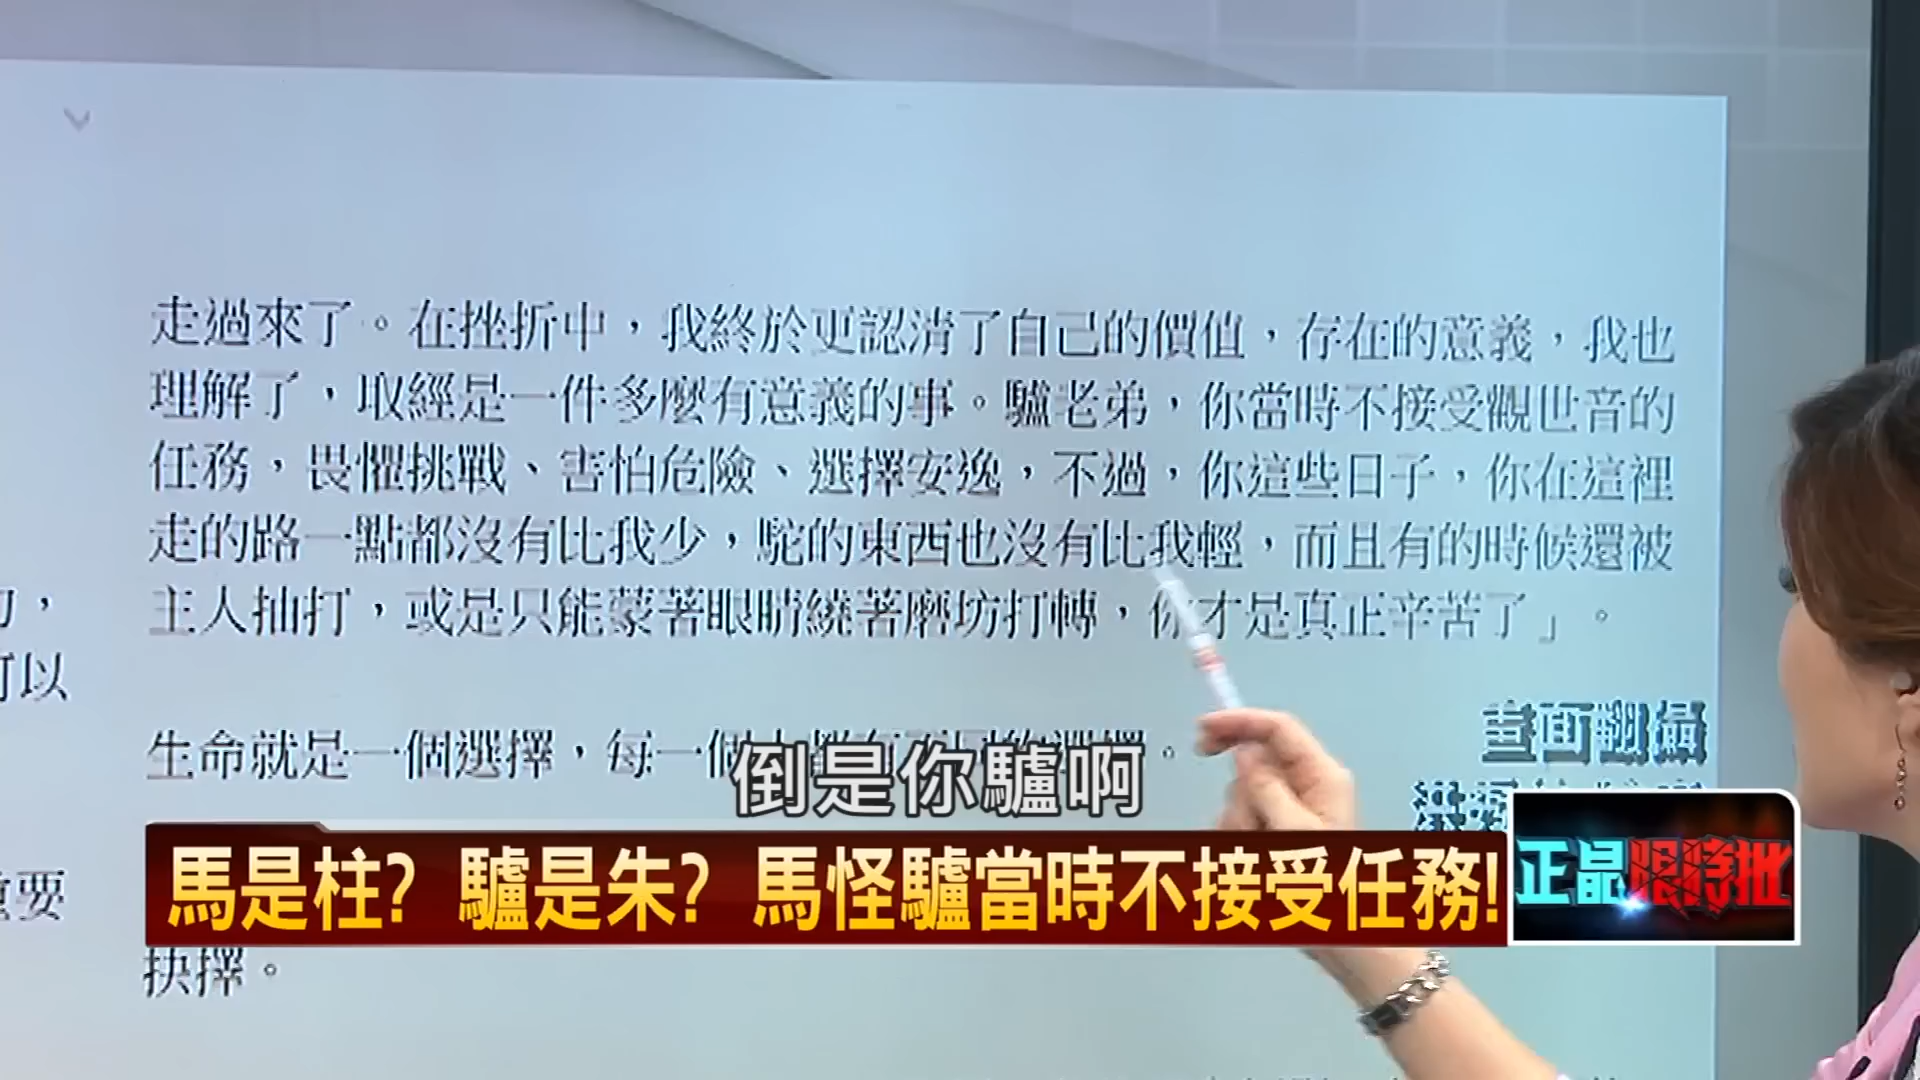 走過來了。在挫折中，我終於更認清了自己的價值，存在的意義，我也
理解了，取經是一件多麼有意義的事。驢老弟，你當時不接受觀世音的
任務，畏懼挑戰、害怕危險、選擇安逸，不過，你這些日子，你在這裡
走的路一點都沒有比我少，駝的東西也沒有比我輕，而且有的時候還被
主人抽打，或是只能蒙著眼睛繞著磨坊打轉，你才是真正辛苦了」。
可以
生命就是一個選擇，每一個
畫面翻攝
倒是你驢啊
馬是柱? 驢是朱? 馬怪驢當時不接受任務!
正晶限時批
重要
抉擇。